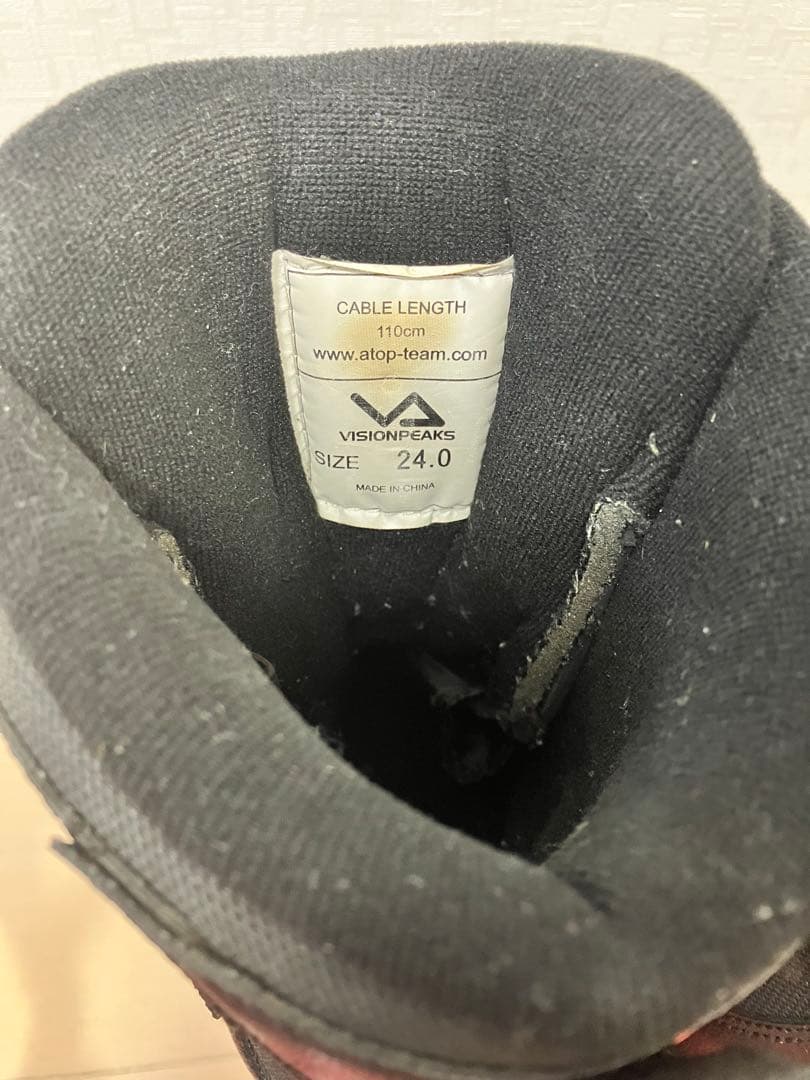 CABLE LENGTH
110cm
www.atop-team.com
VISIONPEAKS
SIZE 24.0
MADE IN CHINA